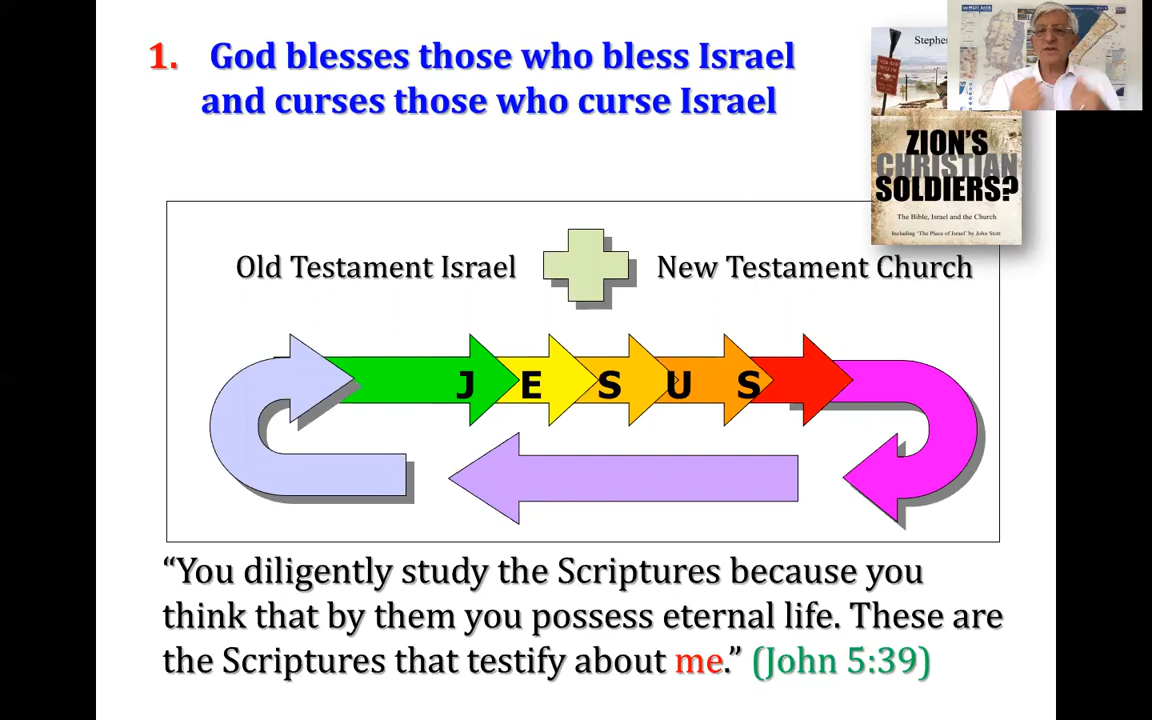 1. God blesses those who bless Israel
and curses those who curse Israel
Stephe
ZION'S
CHRISTIAN
SOLDIERS?
The Bible, Israel and the Church
Including 'The Place of Israel' by John Stott
Old Testament Israel
New Testament Church
J E S U S
“You diligently study the Scriptures because you
think that by them you possess eternal life. These are
the Scriptures that testify about me.” (John 5:39)